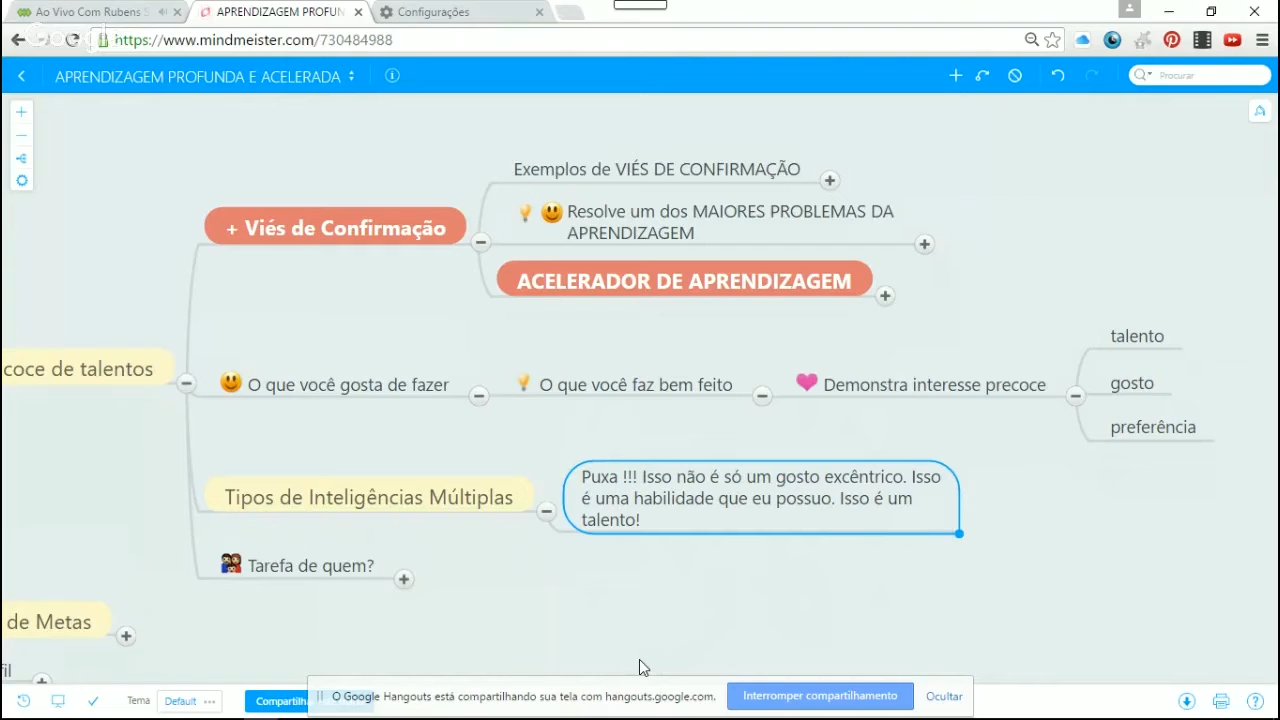 Ao Vivo Com Rubens S
APRENDIZAGEM PROFUN
Configurações
https://www.mindmeister.com/730484988
APRENDIZAGEM PROFUNDA E ACELERADA
Procurar
Exemplos de VIÉS DE CONFIRMAÇÃO
+ Viés de Confirmação
Resolve um dos MAIORES PROBLEMAS DA
APRENDIZAGEM
ACELERADOR DE APRENDIZAGEM
coce de talentos
O que você gosta de fazer
O que você faz bem feito
Demonstra interesse precoce
talento
gosto
preferência
Tipos de Inteligências Múltiplas
Puxa !!! Isso não é só um gosto excêntrico. Isso
é uma habilidade que eu possuo. Isso é um
talento!
Tarefa de quem?
de Metas
fil
Tema
Default
Compartilha
O Google Hangouts está compartilhando sua tela com hangouts.google.com.
Interromper compartilhamento
Ocultar